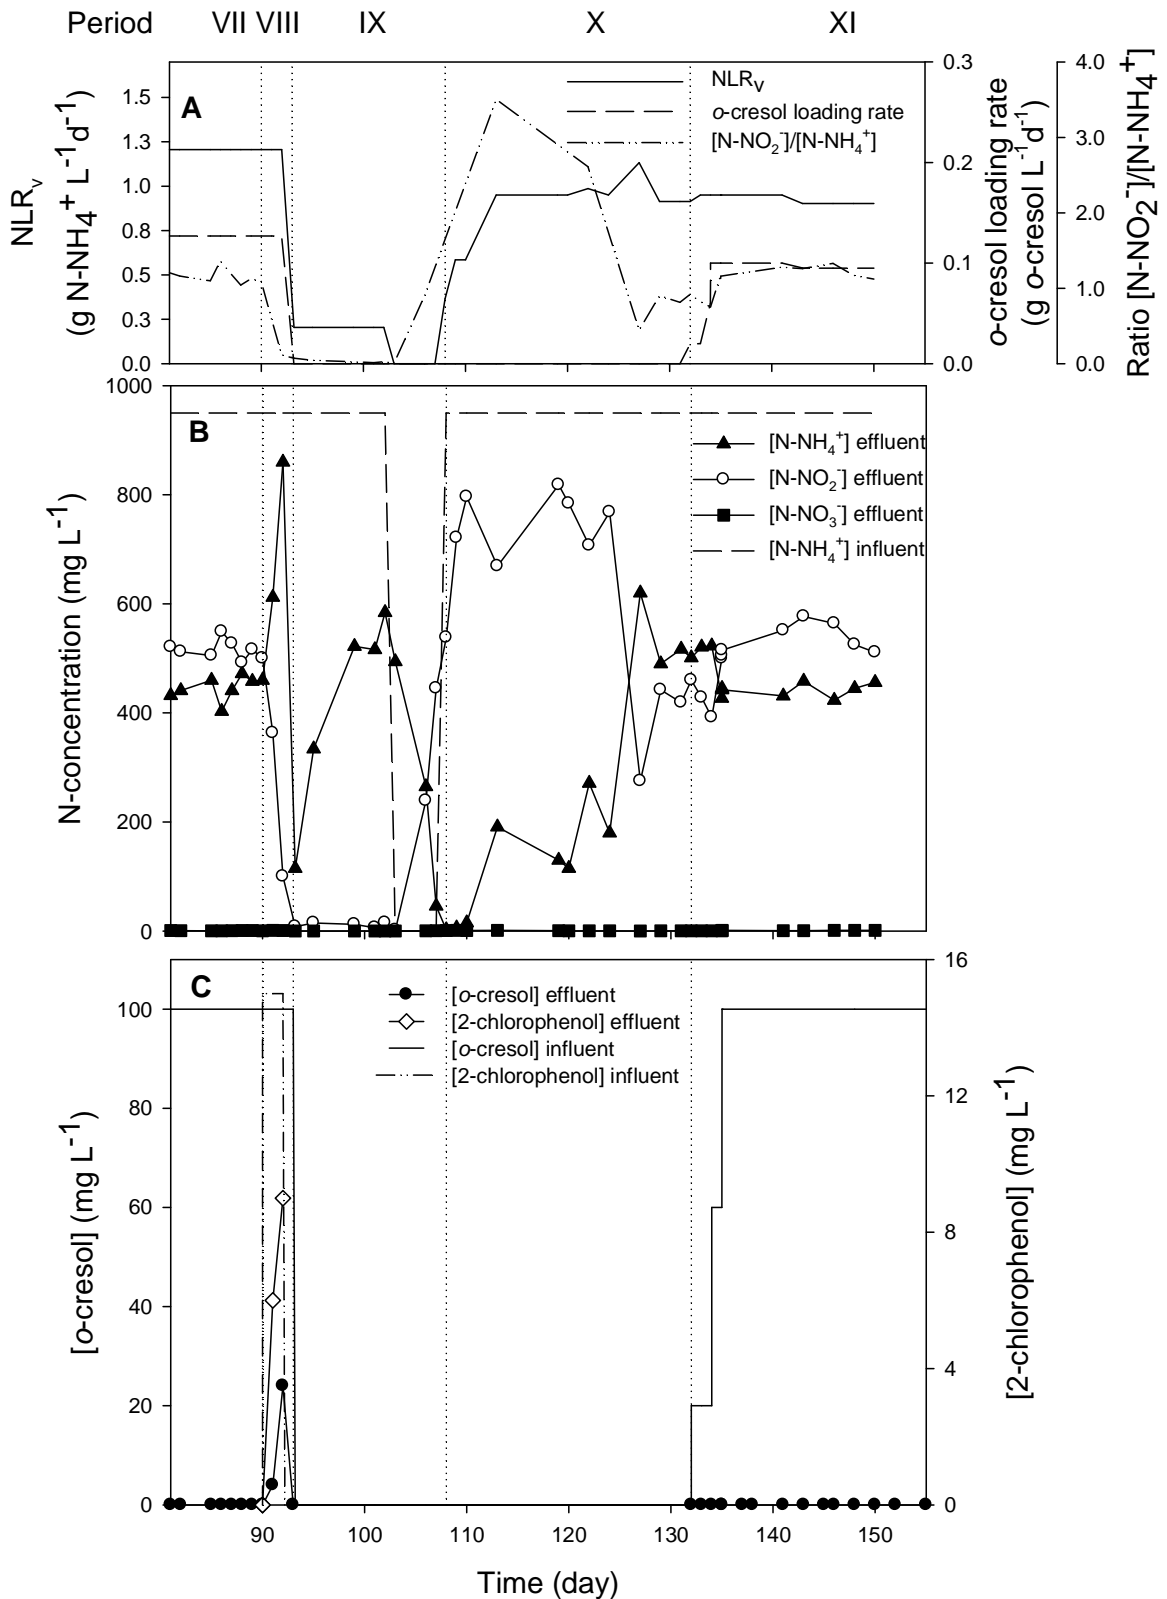 Period VII VIII IX X XI
A
NLRv
o-cresol loading rate
[N-NO2-]/[N-NH4+]
1.5
1.3
1.0
0.8
0.5
0.3
0.0
NLRv
(g N-NH4+ L-1d-1)
0.3
0.2
0.1
0.0
o-cresol loading rate
(g o-cresol L-1d-1)
4.0
3.0
2.0
1.0
0.0
Ratio [N-NO2-]/[N-NH4+]
B
[N-NH4+] effluent
[N-NO2-] effluent
[N-NO3-] effluent
[N-NH4+] influent
1000
800
600
400
200
0
N-concentration (mg L-1)
C
[o-cresol] effluent
[2-chlorophenol] effluent
[o-cresol] influent
[2-chlorophenol] influent
100
80
60
40
20
0
[o-cresol] (mg L-1)
16
12
8
4
0
[2-chlorophenol] (mg L-1)
90 100 110 120 130 140 150
Time (day)